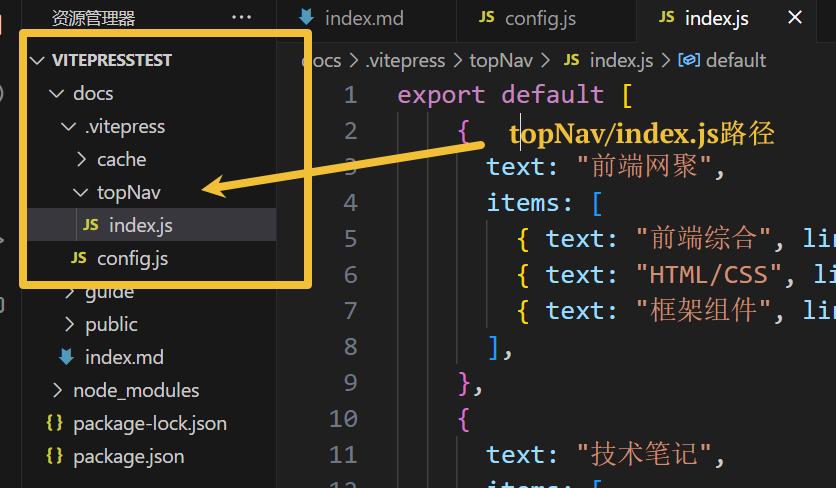 资源管理器 ...
index.md
JS config.js
JS index.js
VITEPRESSTEST
docs
.vitepress
cache
topNav
JS index.js
JS config.js
guide
public
index.md
node_modules
{} package-lock.json
{} package.json
docs > .vitepress > topNav > JS index.js > default
1 export default [
2 {
topNav/index.js路径
3 text: "前端网聚",
4 items: [
5 { text: "前端综合", lin
6 { text: "HTML/CSS", li
7 { text: "框架组件", lin
8 ],
9 },
10 {
11 text: "技术笔记",
12 items: [